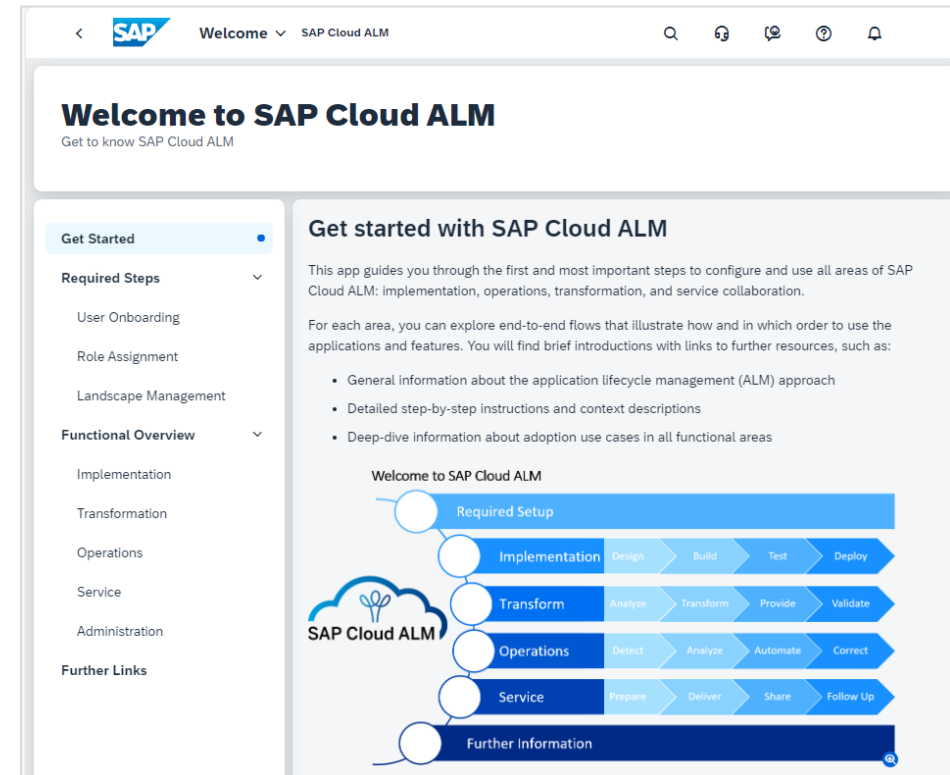 SAP Welcome SAP Cloud ALM
Welcome to SAP Cloud ALM
Get to know SAP Cloud ALM
Get Started
Required Steps
User Onboarding
Role Assignment
Landscape Management
Functional Overview
Implementation
Transformation
Operations
Service
Administration
Further Links
Get started with SAP Cloud ALM
This app guides you through the first and most important steps to configure and use all areas of SAP
Cloud ALM: implementation, operations, transformation, and service collaboration.
For each area, you can explore end-to-end flows that illustrate how and in which order to use the
applications and features. You will find brief introductions with links to further resources, such as:
• General information about the application lifecycle management (ALM) approach
• Detailed step-by-step instructions and context descriptions
• Deep-dive information about adoption use cases in all functional areas
Welcome to SAP Cloud ALM
SAP Cloud ALM
Required Setup
Implementation Design Build Test Deploy
Transform Analyze Transform Provide Validate
Operations Detect Analyze Automate Correct
Service Prepare Deliver Share Follow Up
Further Information